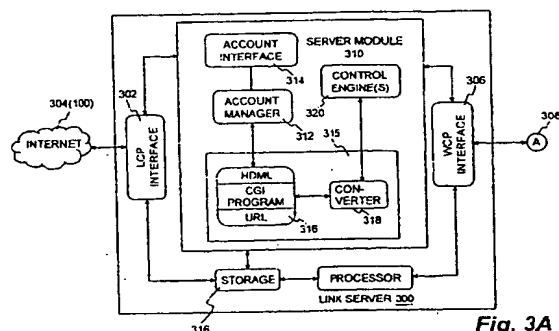 ACCOUNT
INTERFACE
314
SERVER MODULE
310
CONTROL
ENGINE(S)
320
302
306
304(100)
INTERNET
LCP
INTERFACE
ACCOUNT
MANAGER
312
315
WCP
INTERFACE
308
A
HDML
CGI
PROGRAM
URL
316
CON-
VERTER
318
STORAGE
316
PROCESSOR
LINK SERVER 300
Fig. 3A